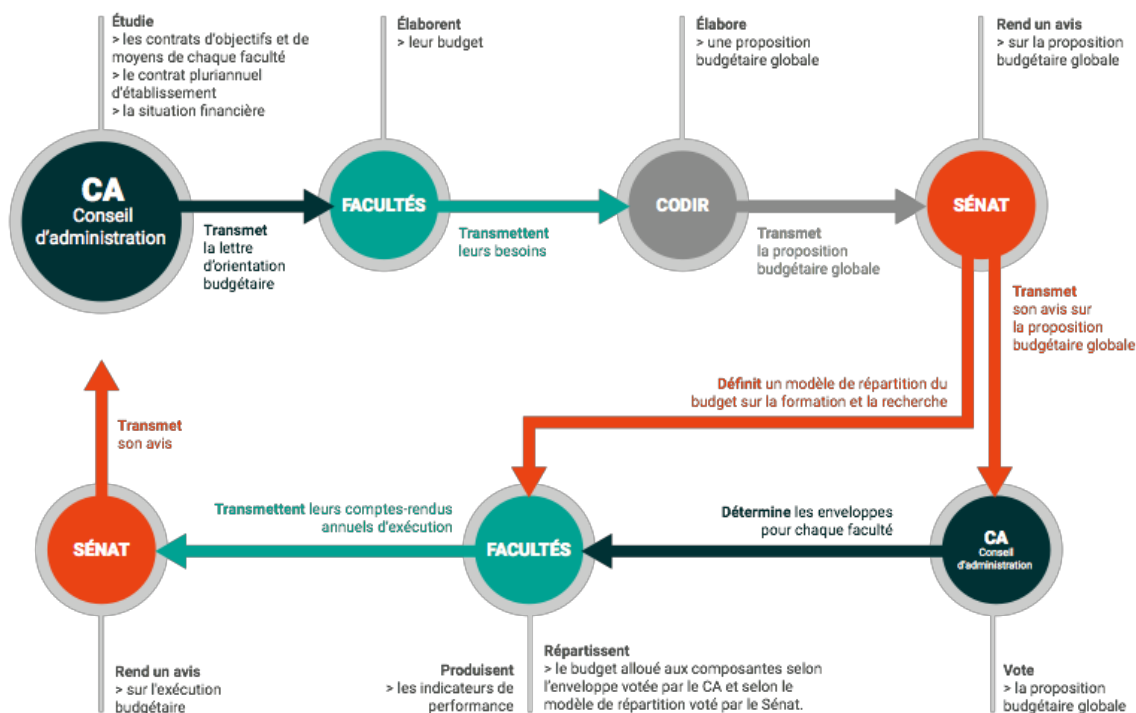 Étudie
> les contrats d'objectifs et de
moyens de chaque faculté
> le contrat pluriannuel
d'établissement
> la situation financière
Élaborent
> leur budget
Élabore
> une proposition
budgétaire globale
Rend un avis
> sur la proposition
budgétaire globale
CA
Conseil
d'administration
FACULTÉS
CODIR
SÉNAT
Transmet
la lettre
d'orientation
budgétaire
Transmettent
leurs besoins
Transmet
la proposition
budgétaire globale
Transmet
son avis sur
la proposition
budgétaire globale
Définit un modèle de répartition du
budget sur la formation et la recherche
Transmet
son avis
Transmettent leurs comptes-rendus
annuels d'exécution
Détermine les enveloppes
pour chaque faculté
SÉNAT
FACULTÉS
CA
Conseil
d'administration
Rend un avis
> sur l'exécution
budgétaire
Produisent
> les indicateurs de
performance
Répartissent
> le budget alloué aux composantes selon
l'enveloppe votée par le CA et selon le
modèle de répartition voté par le Sénat.
Vote
> la proposition
budgétaire globale